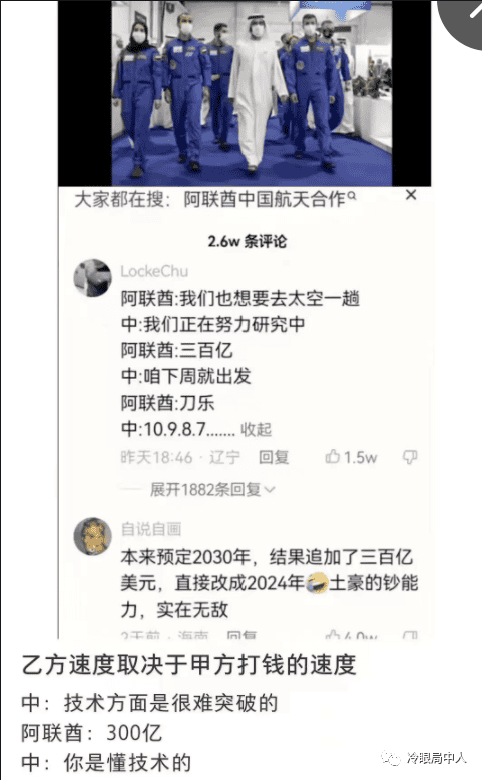 大家都在搜：阿联酋中国航天合作
2.6w 条评论
LockeChu
阿联酋:我们也想要去太空一趟
中:我们正在努力研究中
阿联酋:三百亿
中:咱下周就出发
阿联酋:刀乐
中:10.9.8.7....... 收起
昨天18:46 · 辽宁 回复 1.5w
展开1882条回复
自说自画
本来预定2030年，结果追加了三百亿
美元，直接改成2024年🤣土豪的钞能
力，实在无敌
2天前 · 海南 回复 4.0w
乙方速度取决于甲方打钱的速度
中：技术方面是很难突破的
阿联酋：300亿
中：你是懂技术的
冷眼局中人